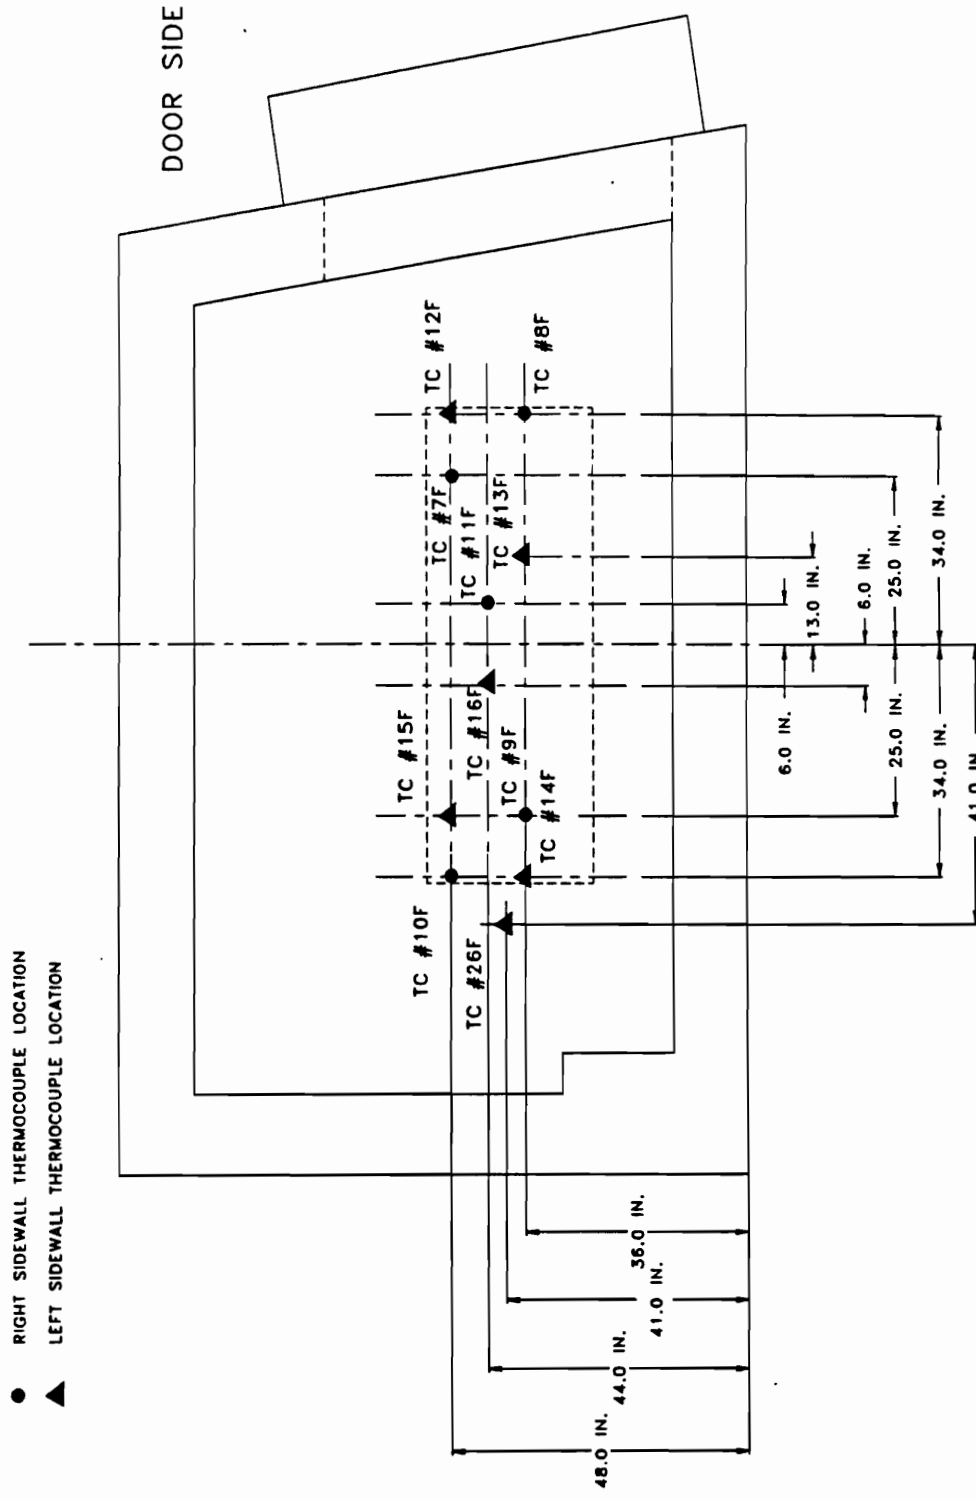 ● RIGHT SIDEWALL THERMOCOUPLE LOCATION
▲ LEFT SIDEWALL THERMOCOUPLE LOCATION
DOOR SIDE
TC #12F
TC #8F
TC #7F
TC #11F
TC #13F
TC #15F
TC #16F
TC #9F
TC #14F
TC #10F
TC #26F
48.0 IN.
44.0 IN.
41.0 IN.
36.0 IN.
6.0 IN.
13.0 IN.
6.0 IN.
25.0 IN.
25.0 IN.
34.0 IN.
34.0 IN.
41.0 IN.